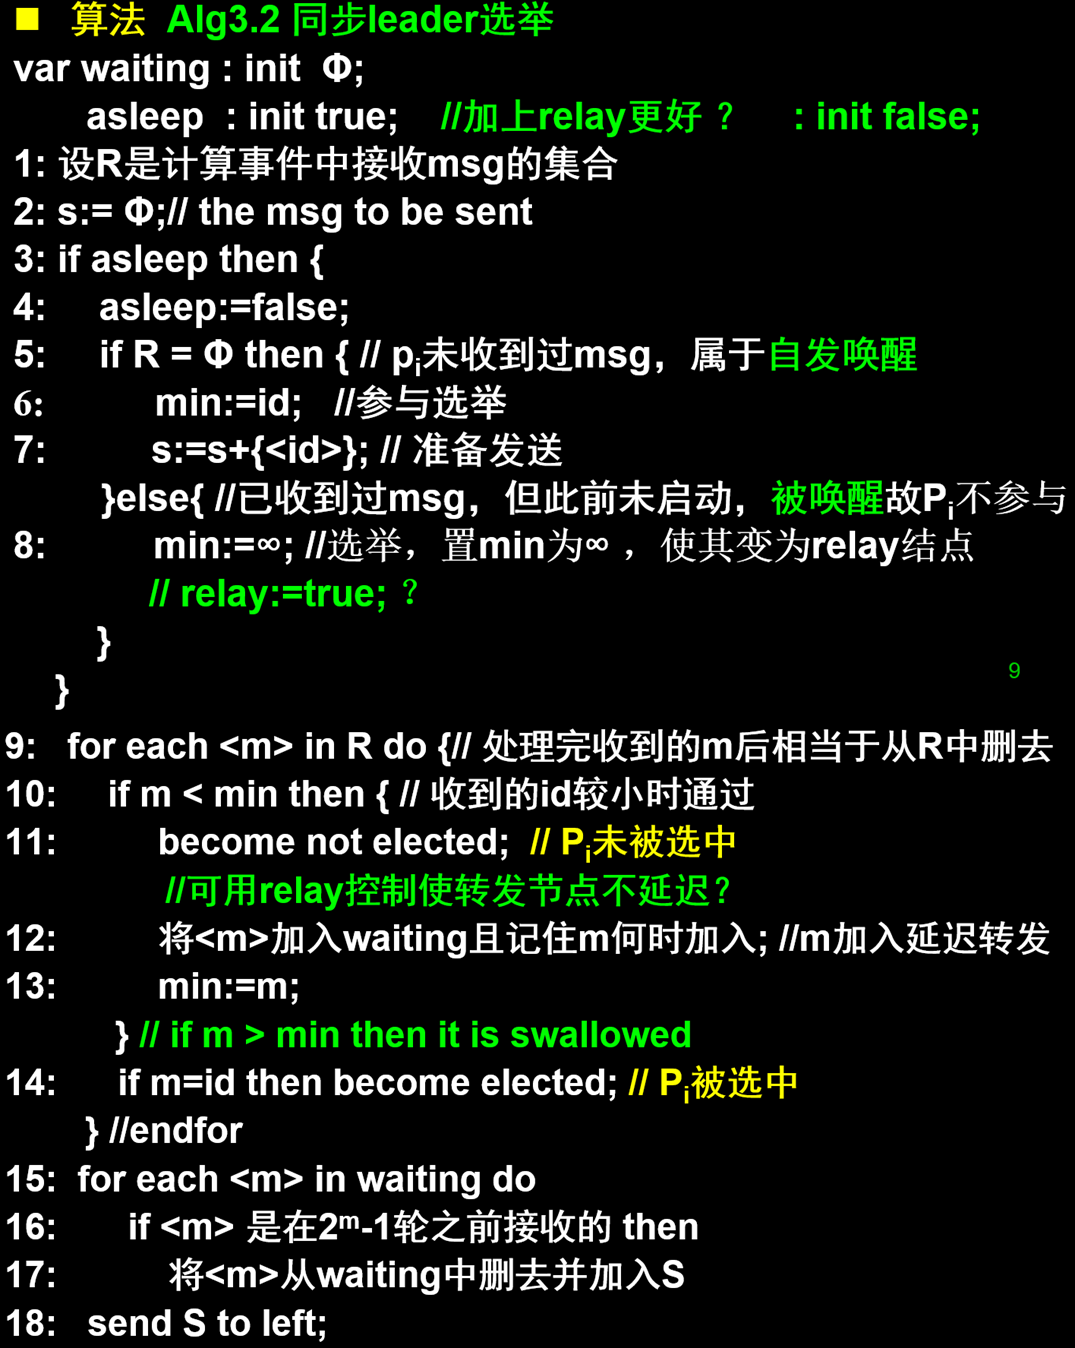 ■ 算法 Alg3.2 同步leader选举
var waiting : init Φ;
asleep : init true; //加上relay更好？ : init false;
1: 设R是计算事件中接收msg的集合
2: s:= Φ;// the msg to be sent
3: if asleep then {
4: asleep:=false;
5: if R = Φ then { // pi未收到过msg，属于自发唤醒
6: min:=id; //参与选举
7: s:=s+{<id>}; // 准备发送
}else{ //已收到过msg，但此前未启动，被唤醒故Pi不参与
8: min:=∞; //选举，置min为∞，使其变为relay结点
// relay:=true;？
}
9
}
9: for each <m> in R do {// 处理完收到的m后相当于从R中删去
10: if m < min then { // 收到的id较小时通过
11: become not elected; // Pi未被选中
//可用relay控制使转发节点不延迟？
12: 将<m>加入waiting且记住m何时加入; //m加入延迟转发
13: min:=m;
} // if m > min then it is swallowed
14: if m=id then become elected; // Pi被选中
} //endfor
15: for each <m> in waiting do
16: if <m> 是在2ᵐ-1轮之前接收的 then
17: 将<m>从waiting中删去并加入S
18: send S to left;